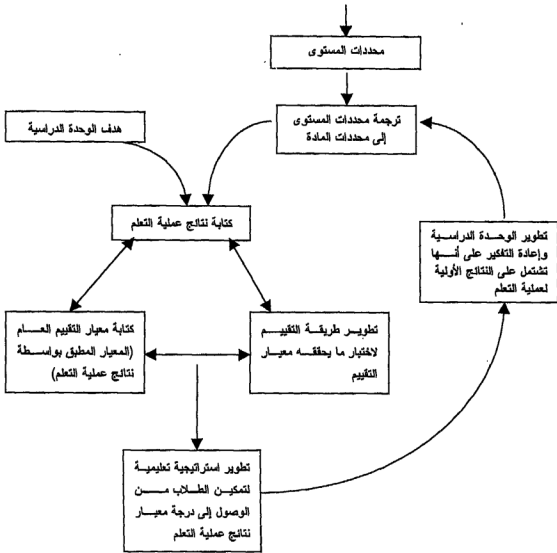 محددات المستوى
ترجمة محددات المستوى
إلى محددات المادة
هدف الوحدة الدراسية
كتابة نتائج عملية التعلم
تطوير الوحدة الدراسية
وإعادة التفكير على أنها
تشتمل على النتائج الأولية
لعملية التعلم
تطوير طريقة التقييم
لاختبار ما يحققه معيار
التقييم
كتابة معيار التقييم العام
(المعيار المطبق بواسطة
نتائج عملية التعلم)
تطوير استراتيجية تعليمية
لتمكين الطلاب من
الوصول إلى درجة معيار
نتائج عملية التعلم